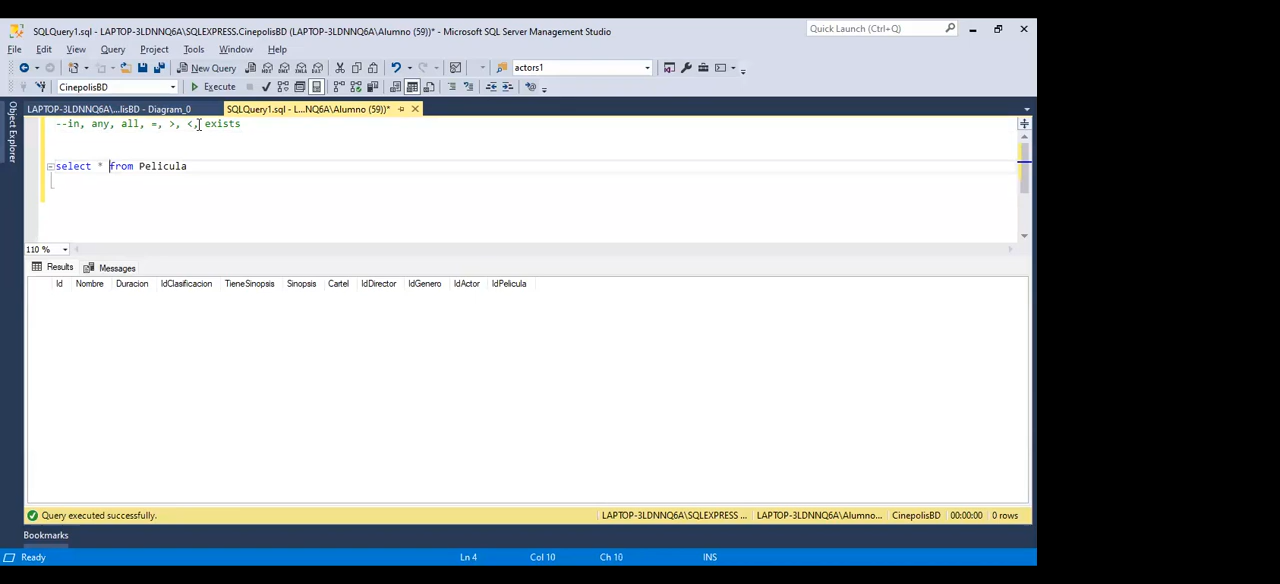 SQLQuery1.sql - LAPTOP-3LDNNQ6A\SQLEXPRESS.CinepolisBD (LAPTOP-3LDNNQ6A\Alumno (59))* - Microsoft SQL Server Management Studio
Quick Launch (Ctrl+Q)
File Edit View Query Project Tools Window Help
New Query
actors1
CinepolisBD
Execute
LAPTOP-3LDNNQ6A\...lisBD - Diagram_0
SQLQuery1.sql - L...NQ6A\Alumno (59))*
Object Explorer
--in, any, all, =, >, <, exists
select * from Pelicula
110 %
Results Messages
Id Nombre Duracion IdClasificacion TieneSinopsis Sinopsis Cartel IdDirector IdGenero IdActor IdPelicula
Query executed successfully.
LAPTOP-3LDNNQ6A\SQLEXPRESS ... LAPTOP-3LDNNQ6A\Alumno... CinepolisBD 00:00:00 0 rows
Bookmarks
Ready Ln 4 Col 10 Ch 10 INS